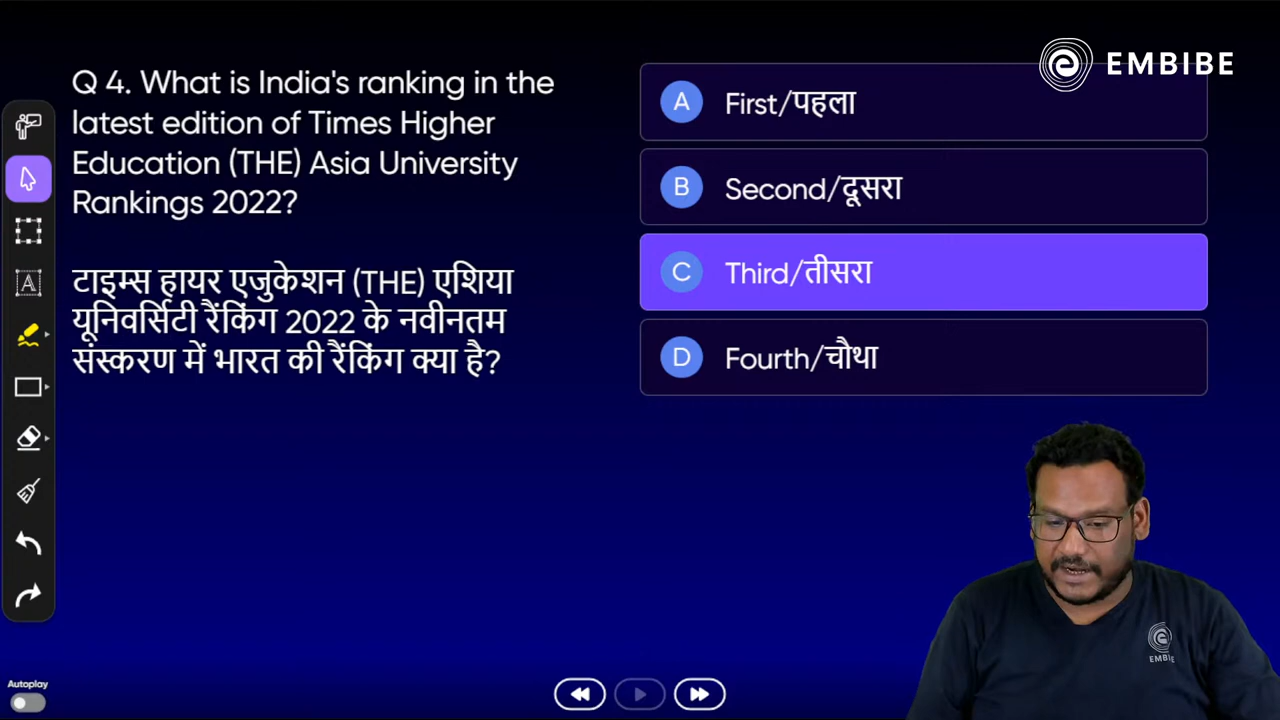 EMBIBE
Q 4. What is India's ranking in the
latest edition of Times Higher
Education (THE) Asia University
Rankings 2022?
टाइम्स हायर एजुकेशन (THE) एशिया
यूनिवर्सिटी रैंकिंग 2022 के नवीनतम
संस्करण में भारत की रैंकिंग क्या है?
A First/पहला
B Second/दूसरा
C Third/तीसरा
D Fourth/चौथा
A
EMBIBE
Autoplay